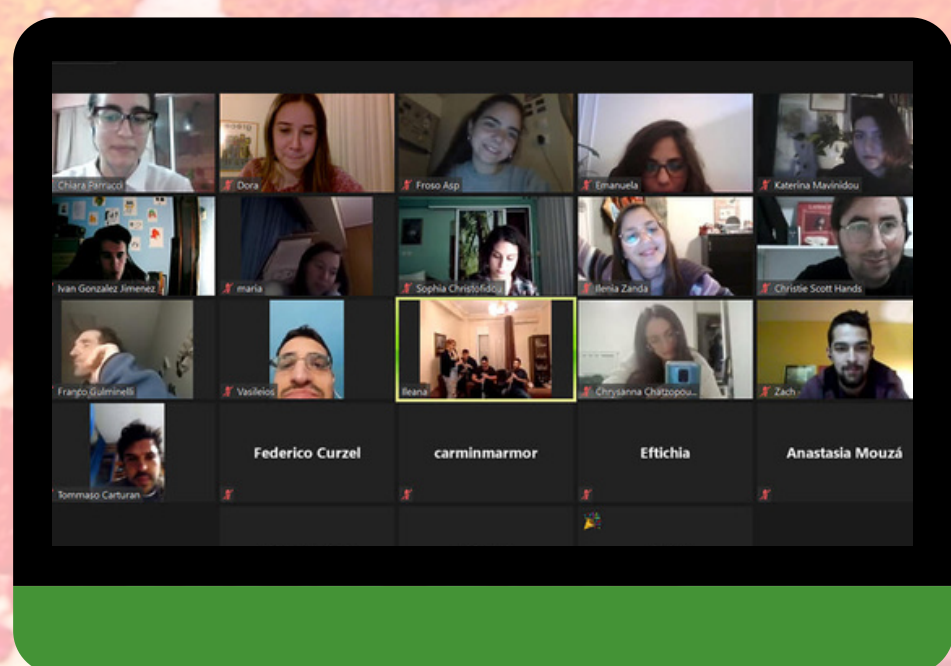 Chiara Parrucci
Dora
Froso Asp
Emanuela
Katerina Mavinidou
Ivan Gonzalez Jimenez
maria
Sophia Christofidou
Ilenia Zanda
Christie Scott Hands
Franco Gulminelli
Vasileios
Ileana
Chrysanna Chatzopou...
Zach
Tommaso Carturan
Federico Curzel
carminmarmor
Eftichia
Anastasia Mouzá